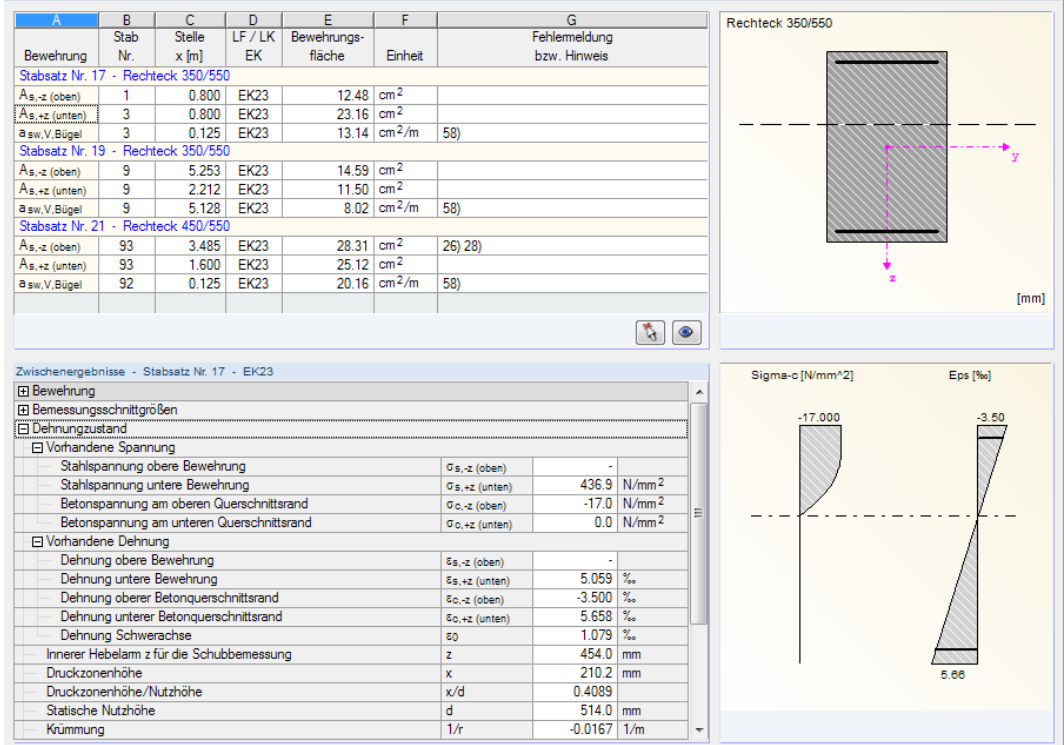 A B C D E F G
Stab Stelle LF / LK Bewehrungs- Fehlermeldung
Bewehrung Nr. x [m] EK fläche Einheit bzw. Hinweis
Stabsatz Nr. 17 - Rechteck 350/550
As,-z (oben) 1 0.800 EK23 12.48 cm2
As,+z (unten) 3 0.800 EK23 23.16 cm2
asw,V,Bügel 3 0.125 EK23 13.14 cm2/m 58)
Stabsatz Nr. 19 - Rechteck 350/550
As,-z (oben) 9 5.253 EK23 14.59 cm2
As,+z (unten) 9 2.212 EK23 11.50 cm2
asw,V,Bügel 9 5.128 EK23 8.02 cm2/m 58)
Stabsatz Nr. 21 - Rechteck 450/550
As,-z (oben) 93 3.485 EK23 28.31 cm2 26) 28)
As,+z (unten) 93 1.600 EK23 25.12 cm2
asw,V,Bügel 92 0.125 EK23 20.16 cm2/m 58)
Rechteck 350/550
y
z
[mm]
Zwischenergebnisse - Stabsatz Nr. 17 - EK23
Bewehrung
Bemessungsschnittgrößen
Dehnungzustand
Vorhandene Spannung
Stahlspannung obere Bewehrung σs,-z (oben) -
Stahlspannung untere Bewehrung σs,+z (unten) 436.9 N/mm2
Betonspannung am oberen Querschnittsrand σc,-z (oben) -17.0 N/mm2
Betonspannung am unteren Querschnittsrand σc,+z (unten) 0.0 N/mm2
Vorhandene Dehnung
Dehnung obere Bewehrung εs,-z (oben) -
Dehnung untere Bewehrung εs,+z (unten) 5.059 ‰
Dehnung oberer Betonquerschnittsrand εc,-z (oben) -3.500 ‰
Dehnung unterer Betonquerschnittsrand εc,+z (unten) 5.658 ‰
Dehnung Schwerachse ε0 1.079 ‰
Innerer Hebelarm z für die Schubbemessung z 454.0 mm
Druckzonenhöhe x 210.2 mm
Druckzonenhöhe/Nutzhöhe x/d 0.4089
Statische Nutzhöhe d 514.0 mm
Krümmung 1/r -0.0167 1/m
Sigma-c [N/mm^2] Eps [‰]
-17.000 -3.50
5.66